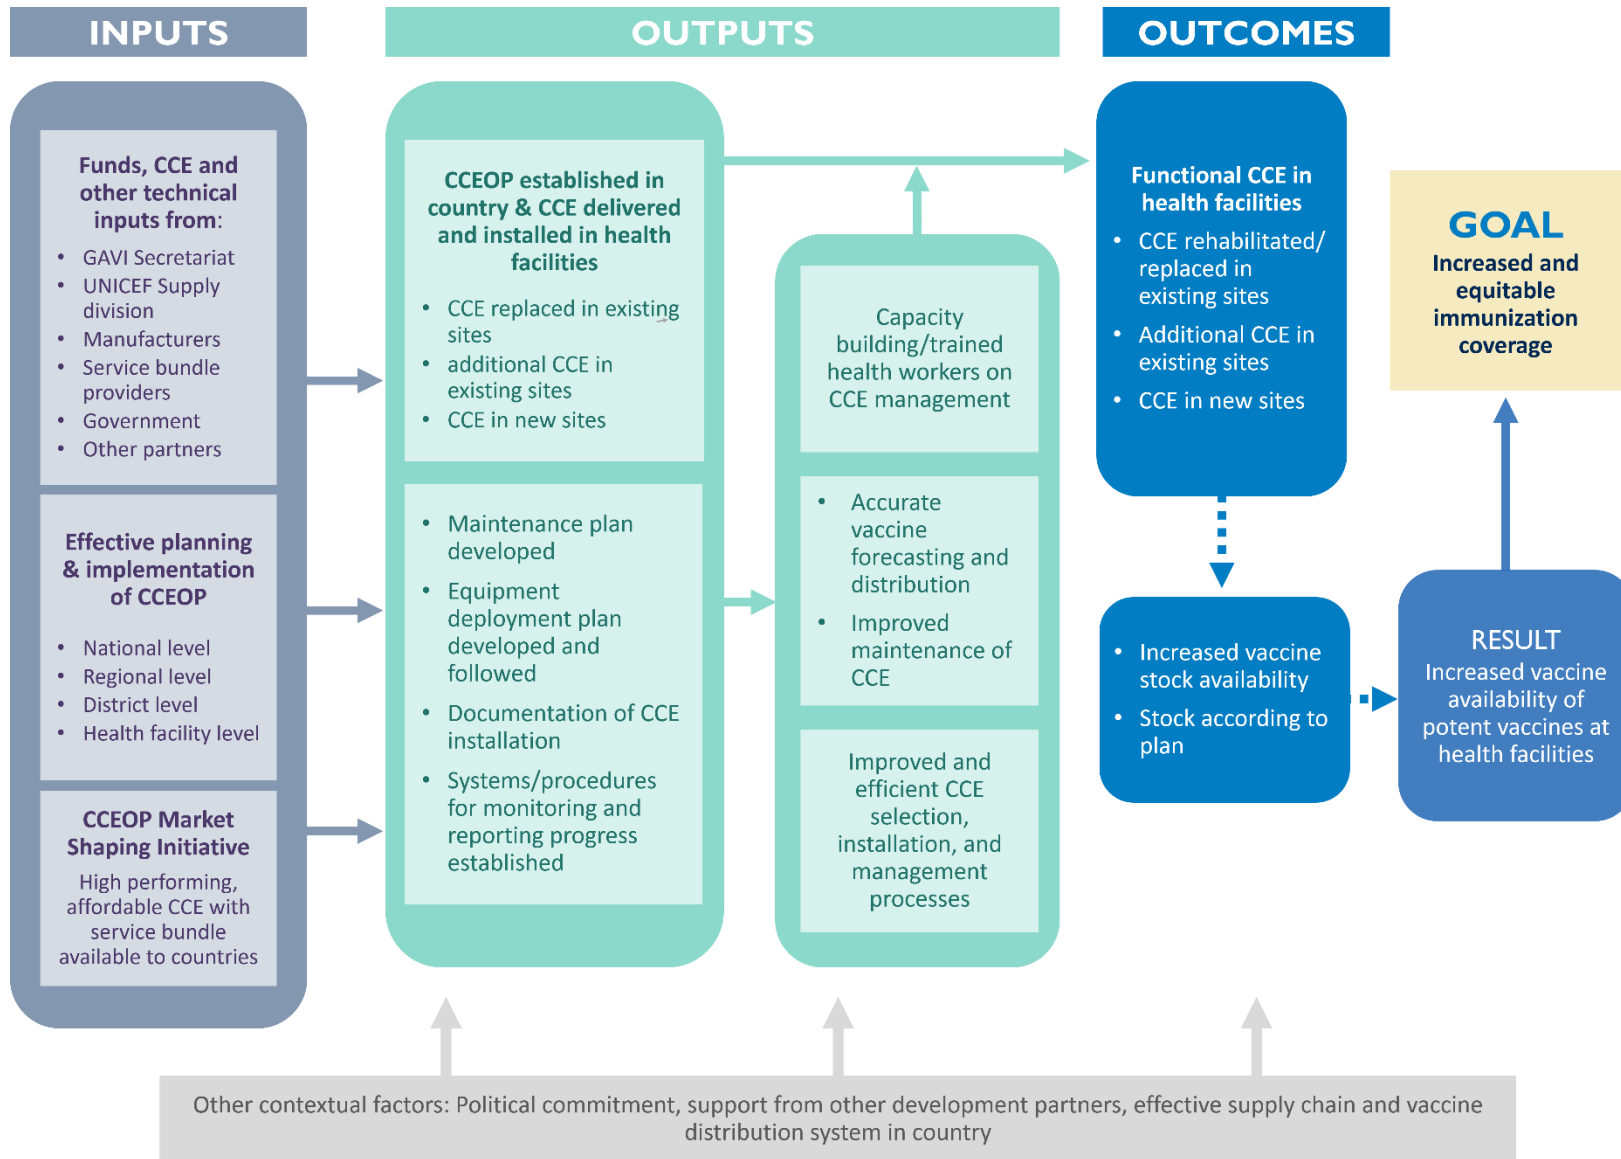 INPUTS
OUTPUTS
OUTCOMES
Funds, CCE and
other technical
inputs from:
• GAVI Secretariat
• UNICEF Supply
division
• Manufacturers
• Service bundle
providers
• Government
• Other partners
Effective planning
& implementation
of CCEOP
• National level
• Regional level
• District level
• Health facility level
CCEOP Market
Shaping Initiative
High performing,
affordable CCE with
service bundle
available to countries
CCEOP established in
country & CCE delivered
and installed in health
facilities
• CCE replaced in existing
sites
• additional CCE in
existing sites
• CCE in new sites
• Maintenance plan
developed
• Equipment
deployment plan
developed and
followed
• Documentation of CCE
installation
• Systems/procedures
for monitoring and
reporting progress
established
Capacity
building/trained
health workers on
CCE management
• Accurate
vaccine
forecasting and
distribution
• Improved
maintenance of
CCE
Improved and
efficient CCE
selection,
installation, and
management
processes
Functional CCE in
health facilities
• CCE rehabilitated/
replaced in
existing sites
• Additional CCE in
existing sites
• CCE in new sites
• Increased vaccine
stock availability
• Stock according to
plan
GOAL
Increased and
equitable
immunization
coverage
RESULT
Increased vaccine
availability of
potent vaccines at
health facilities
Other contextual factors: Political commitment, support from other development partners, effective supply chain and vaccine
distribution system in country